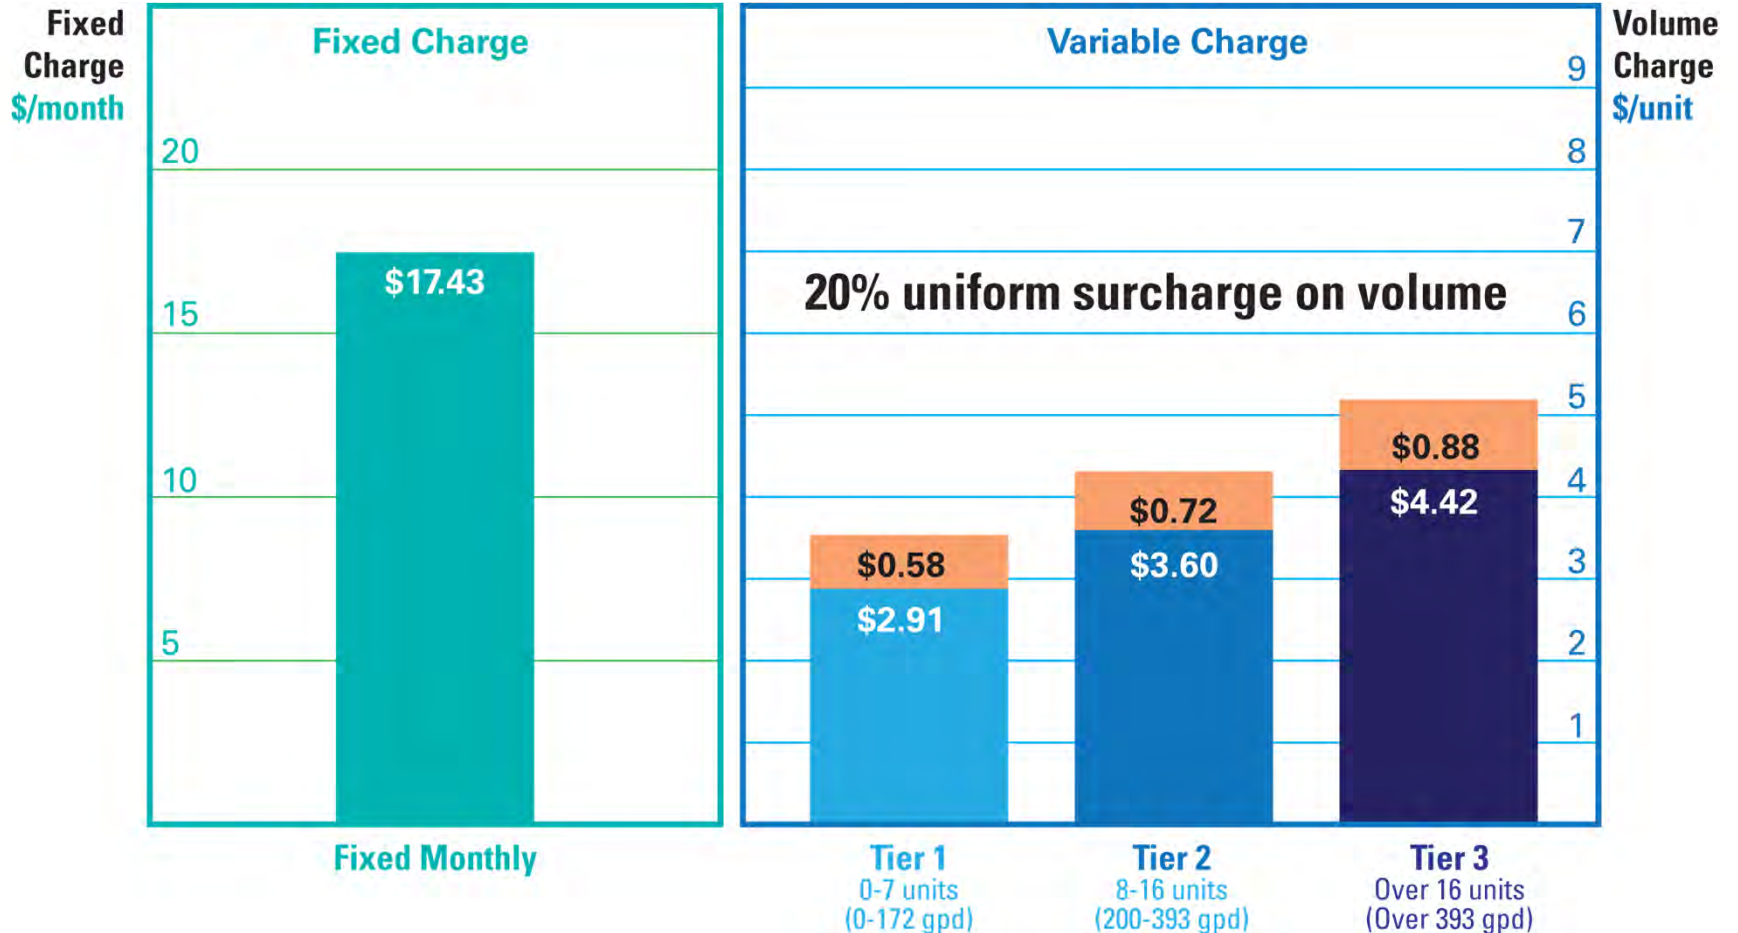 Fixed
Charge
$/month
Fixed Charge
20
15
10
5
$17.43
Fixed Monthly
Variable Charge
Volume
Charge
$/unit
9
8
7
6
5
4
3
2
1
20% uniform surcharge on volume
$0.58
$2.91
$0.72
$3.60
$0.88
$4.42
Tier 1
0-7 units
(0-172 gpd)
Tier 2
8-16 units
(200-393 gpd)
Tier 3
Over 16 units
(Over 393 gpd)